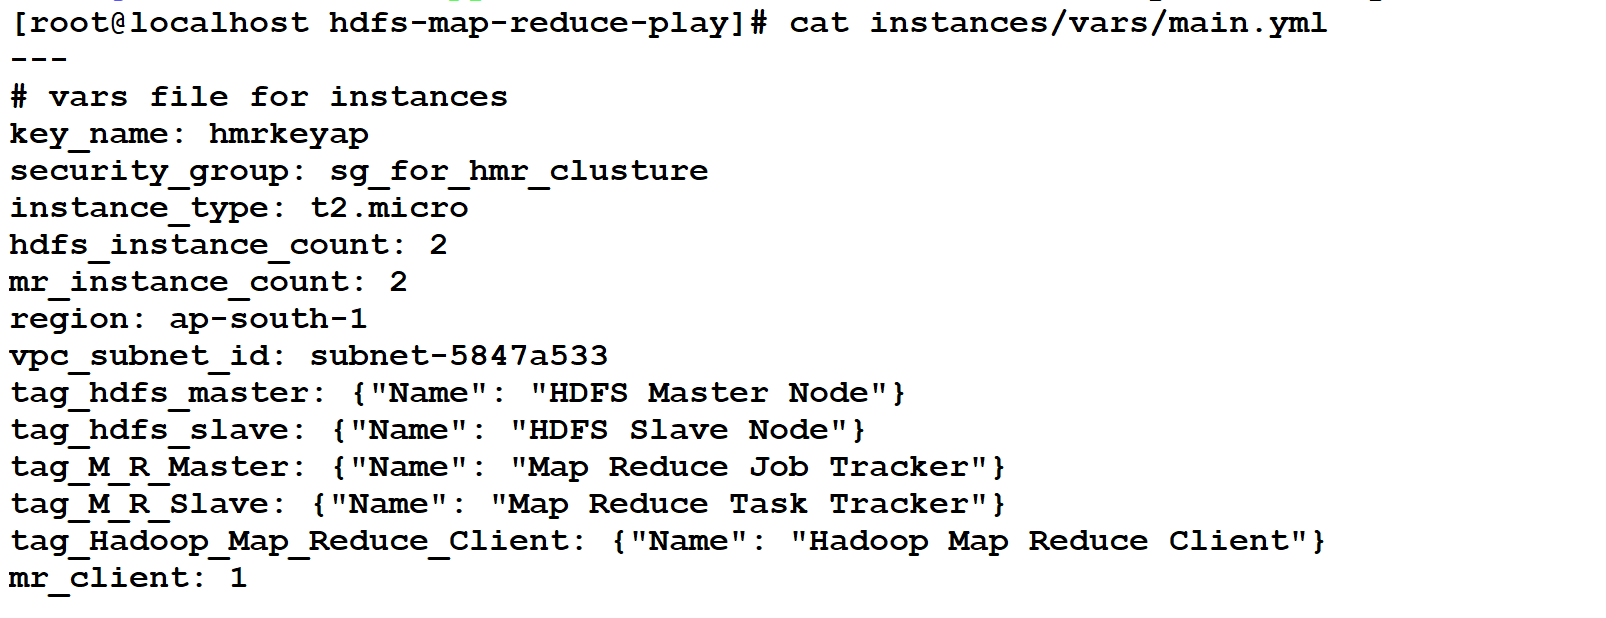 [root@localhost hdfs-map-reduce-play]# cat instances/vars/main.yml
---
# vars file for instances
key_name: hmrkeyap
security_group: sg_for_hmr_clusture
instance_type: t2.micro
hdfs_instance_count: 2
mr_instance_count: 2
region: ap-south-1
vpc_subnet_id: subnet-5847a533
tag_hdfs_master: {"Name": "HDFS Master Node"}
tag_hdfs_slave: {"Name": "HDFS Slave Node"}
tag_M_R_Master: {"Name": "Map Reduce Job Tracker"}
tag_M_R_Slave: {"Name": "Map Reduce Task Tracker"}
tag_Hadoop_Map_Reduce_Client: {"Name": "Hadoop Map Reduce Client"}
mr_client: 1